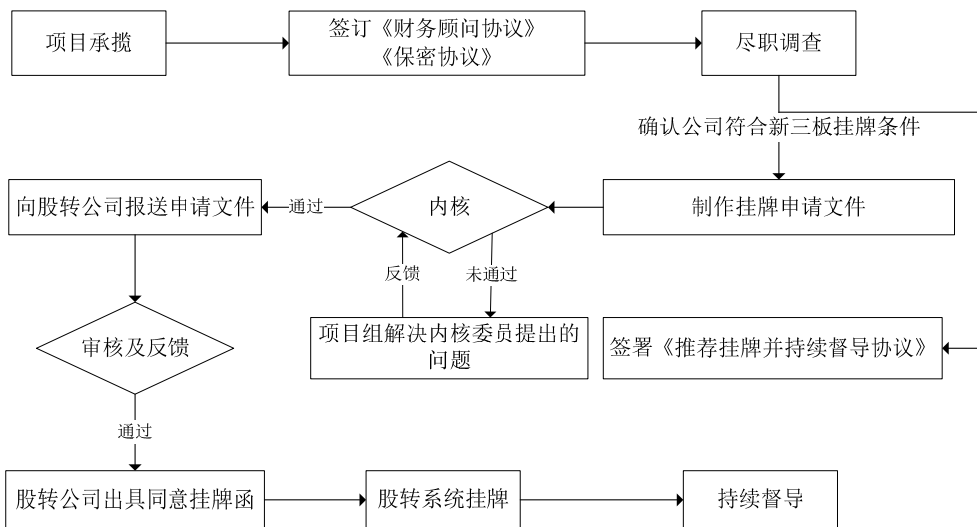 项目承揽
签订《财务顾问协议》
《保密协议》
尽职调查
确认公司符合新三板挂牌条件
向股转公司报送申请文件
通过
内核
制作挂牌申请文件
反馈
未通过
审核及反馈
项目组解决内核委员提出的
问题
签署《推荐挂牌并持续督导协议》
通过
股转公司出具同意挂牌函
股转系统挂牌
持续督导